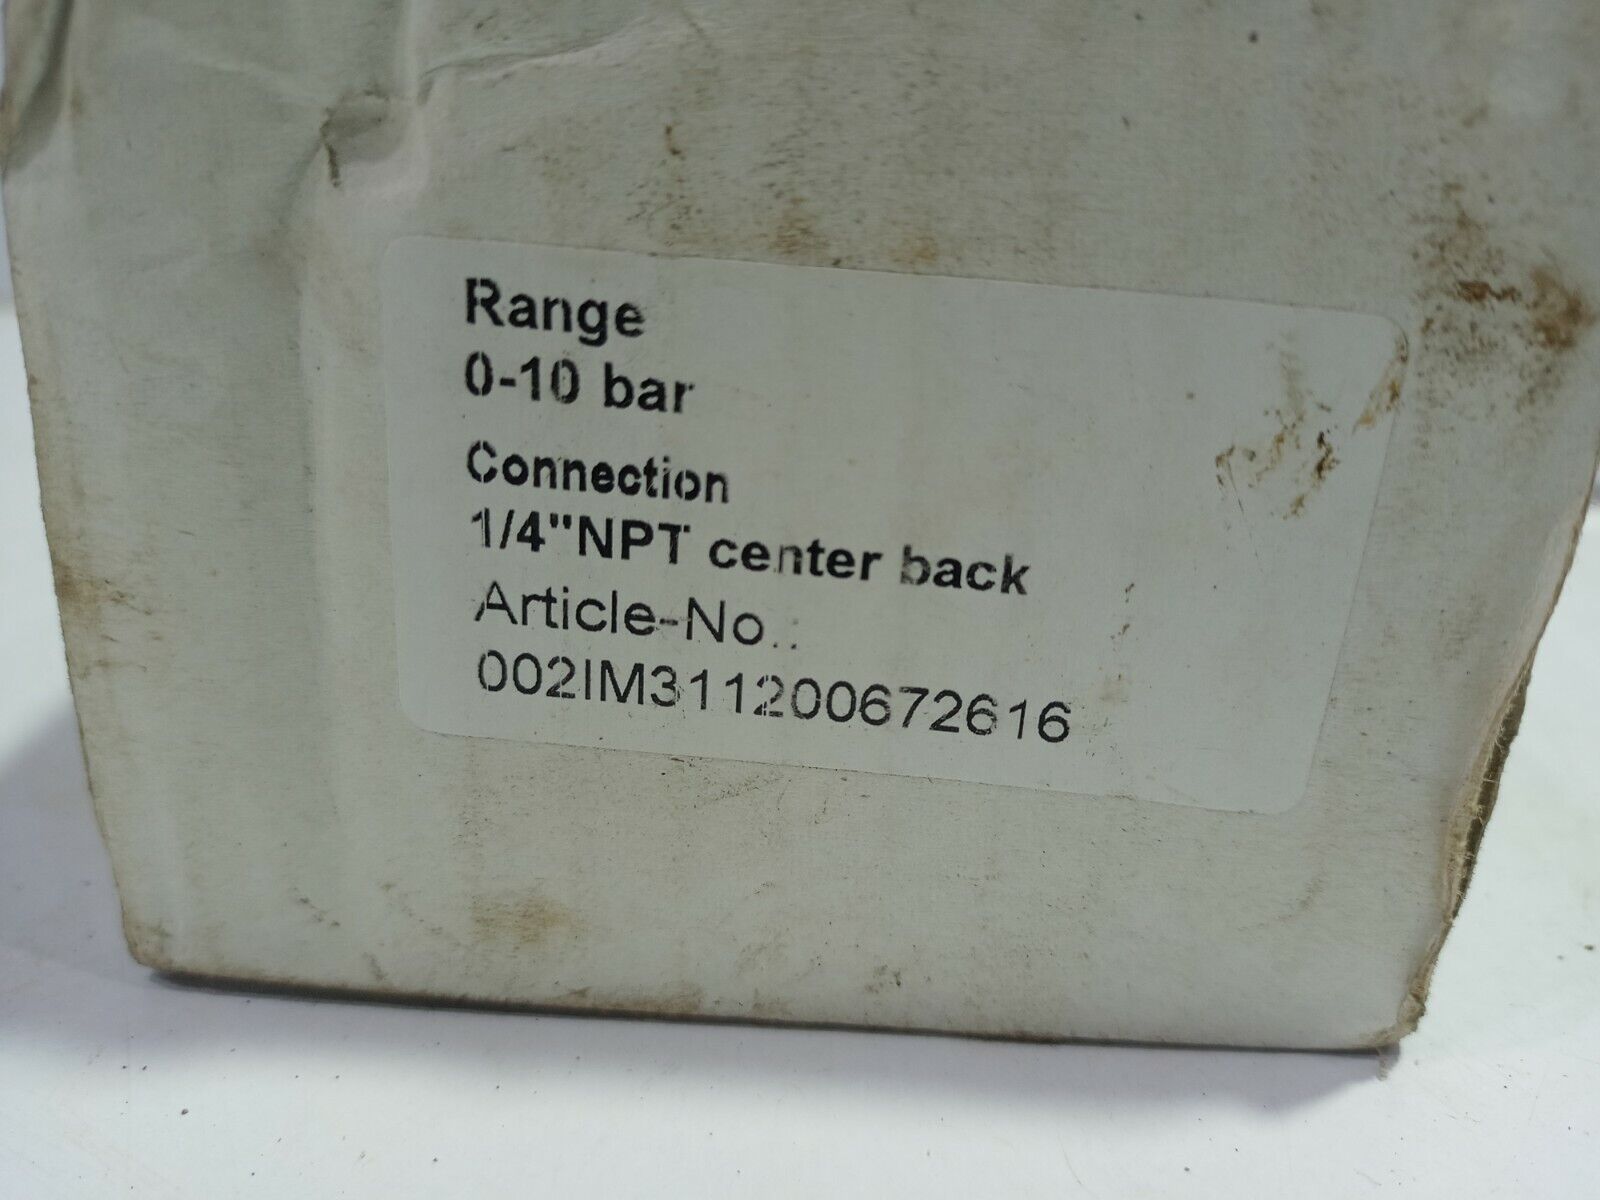 Range
0-10 bar
Connection
1/4"NPT center back
Article-No.:
002IM311200672616